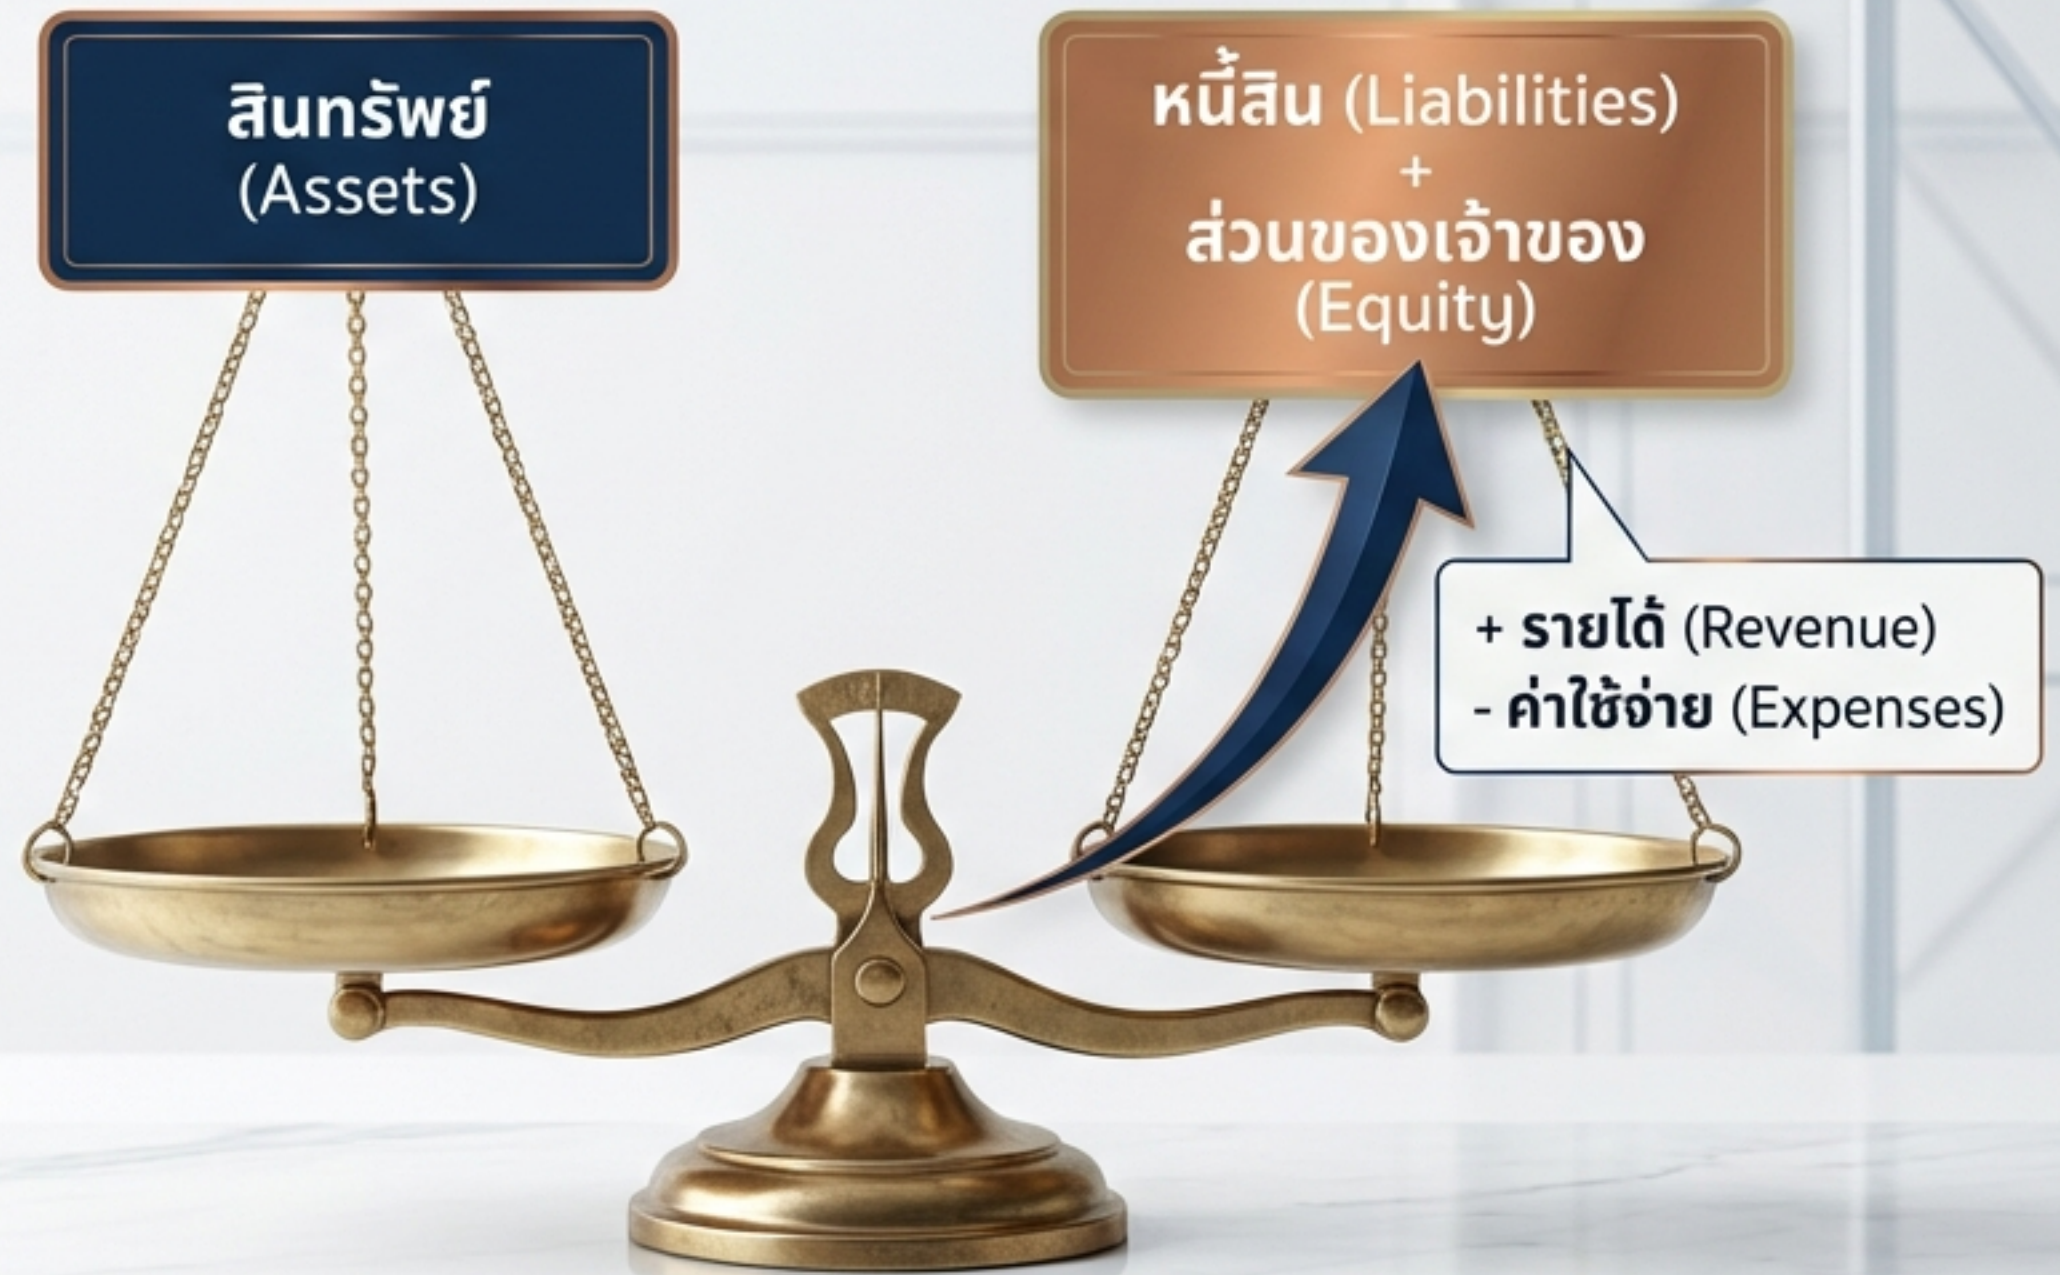 สินทรัพย์
(Assets)
หนี้สิน (Liabilities)
+
ส่วนของเจ้าของ
(Equity)
+ รายได้ (Revenue)
- ค่าใช้จ่าย (Expenses)